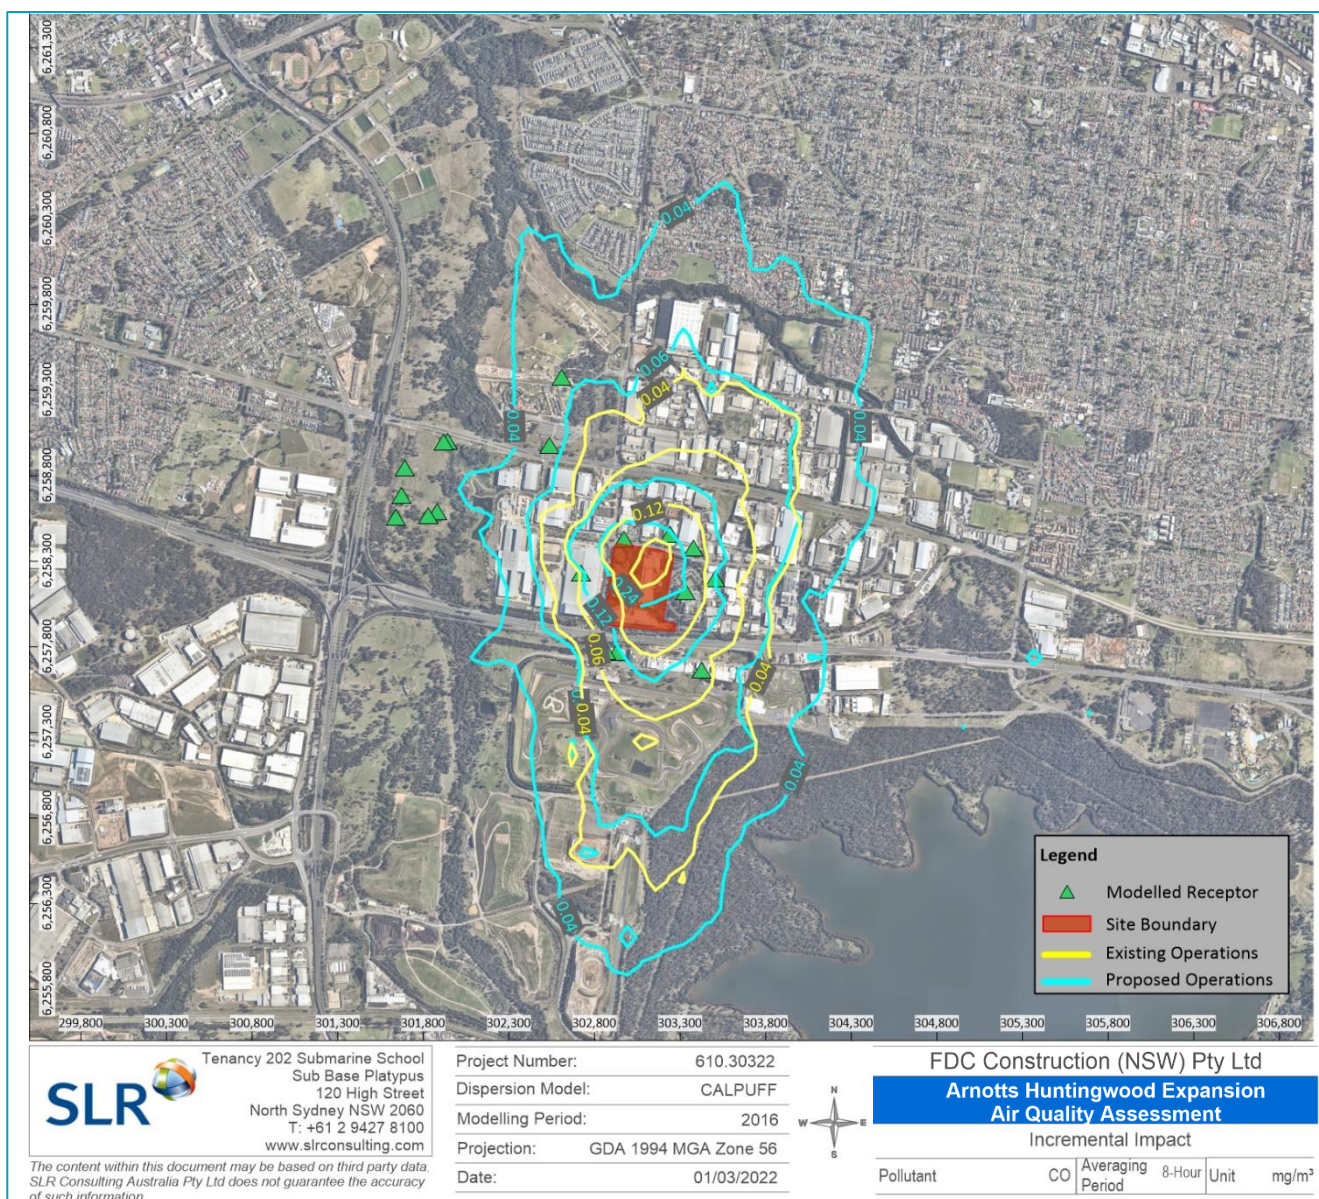 6,261,300
6,260,800
6,260,300
6,259,800
6,259,300
6,258,800
6,258,300
6,257,800
6,257,300
6,256,800
6,256,300
6,255,800
0.04
0.06
0.04
0.04
0.04
0.12
0.24
0.12
0.06
0.04
0.04
0.04
0.04
299,800 300,300 300,800 301,300 301,800 302,300 302,800 303,300 303,800 304,300 304,800 305,300 305,800 306,300 306,800
Legend
Modelled Receptor
Site Boundary
Existing Operations
Proposed Operations
SLR
Tenancy 202 Submarine School
Sub Base Platypus
120 High Street
North Sydney NSW 2060
T: +61 2 9427 8100
www.slrconsulting.com
The content within this document may be based on third party data.
SLR Consulting Australia Pty Ltd does not guarantee the accuracy
of such information
Project Number: 610.30322
Dispersion Model: CALPUFF
Modelling Period: 2016
Projection: GDA 1994 MGA Zone 56
Date: 01/03/2022
N
W E
S
FDC Construction (NSW) Pty Ltd
Arnotts Huntingwood Expansion
Air Quality Assessment
Incremental Impact
Pollutant CO Averaging Period 8-Hour Unit mg/m³